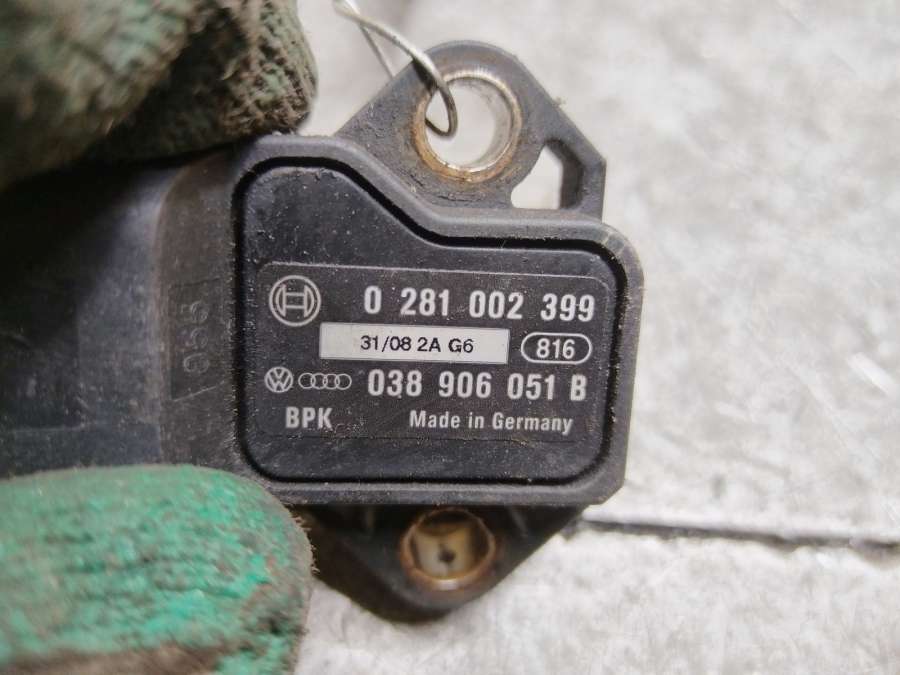 0 281 002 399
31/08 2A G6
816
038 906 051 B
BPK Made in Germany